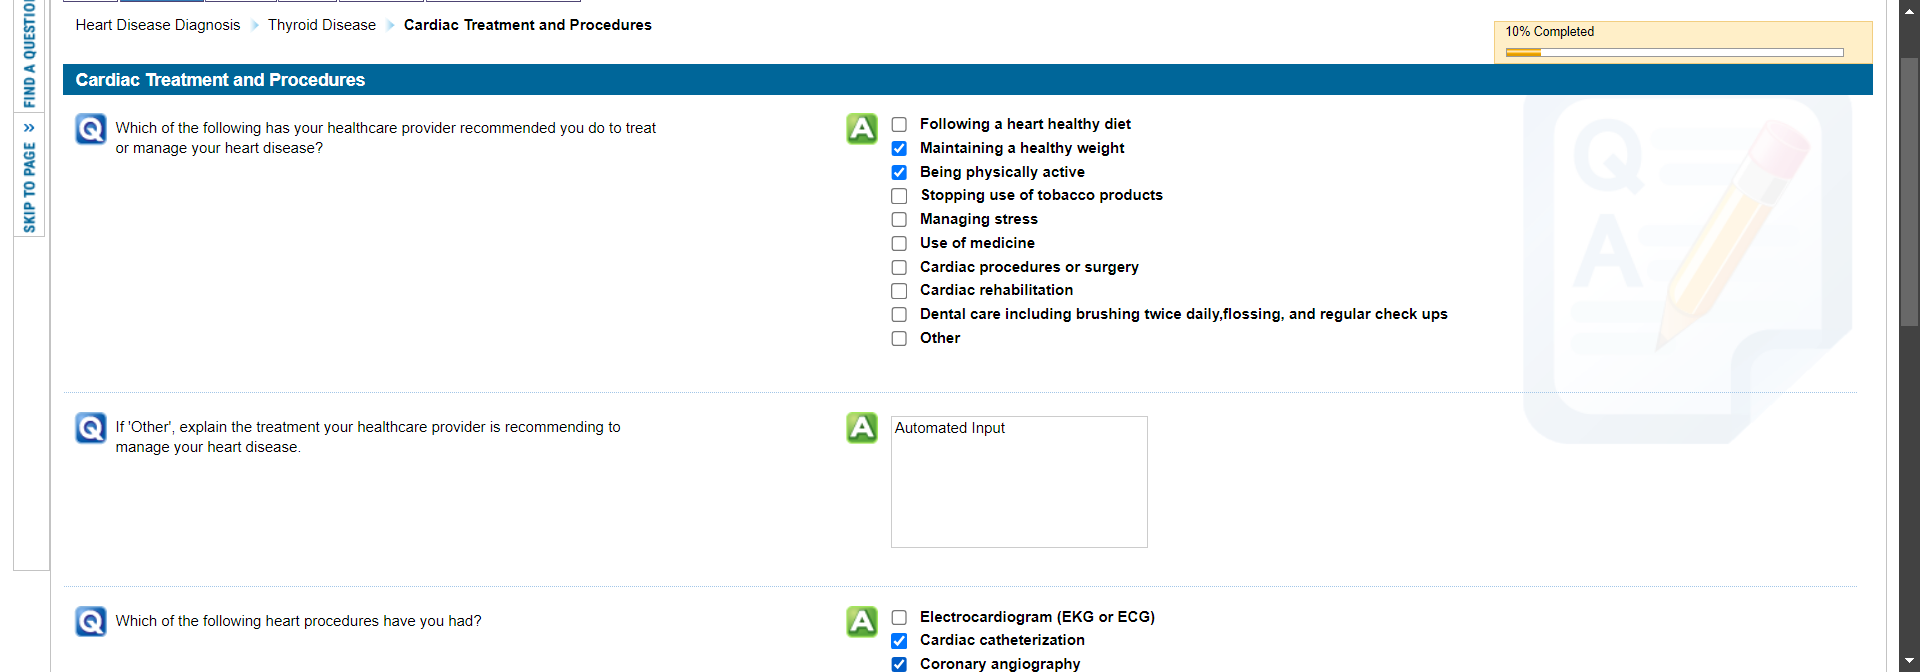 Heart Disease Diagnosis Thyroid Disease Cardiac Treatment and Procedures
10% Completed
FIND A QUESTION
SKIP TO PAGE »
Cardiac Treatment and Procedures
Q Which of the following has your healthcare provider recommended you do to treat
or manage your heart disease?
A Following a heart healthy diet
Maintaining a healthy weight
Being physically active
Stopping use of tobacco products
Managing stress
Use of medicine
Cardiac procedures or surgery
Cardiac rehabilitation
Dental care including brushing twice daily,flossing, and regular check ups
Other
Q
A
Q If 'Other', explain the treatment your healthcare provider is recommending to
manage your heart disease.
A Automated Input
Q Which of the following heart procedures have you had?
A Electrocardiogram (EKG or ECG)
Cardiac catheterization
Coronary angiography